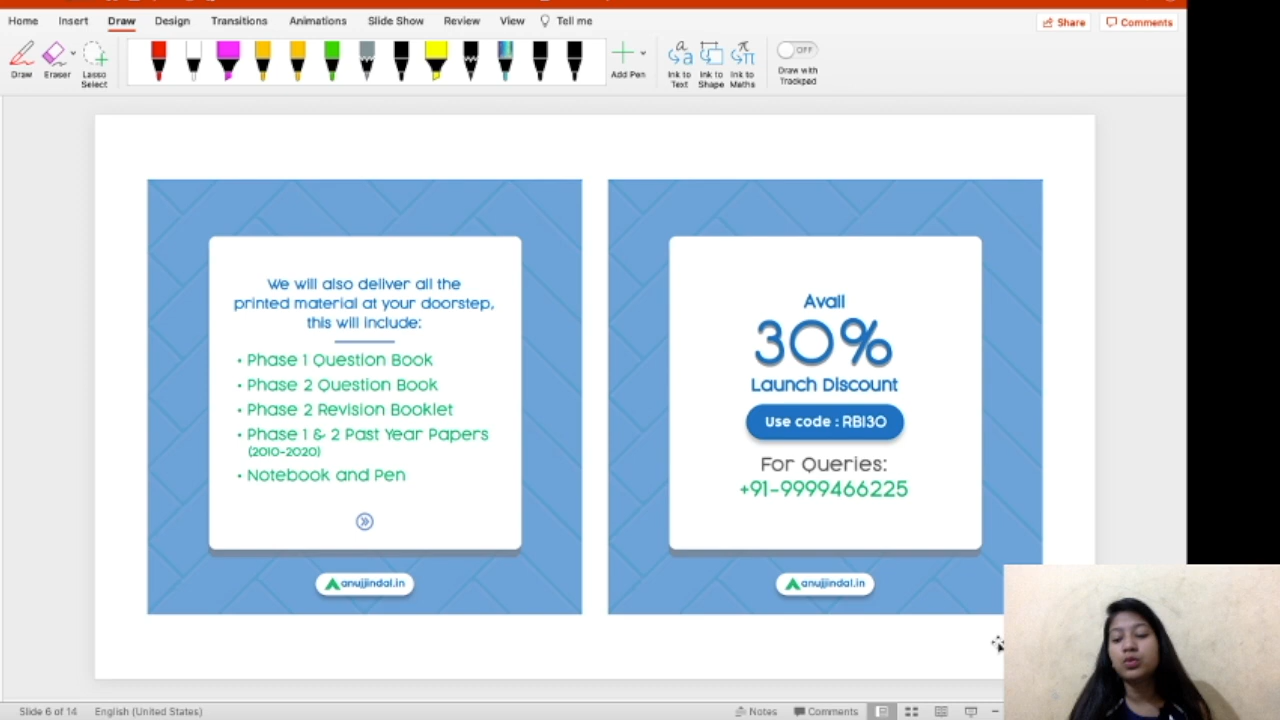 Home Insert Draw Design Transitions Animations Slide Show Review View Tell me Share Comments
Draw Eraser Lasso Select Add Pen Ink to Text Ink to Shape Ink to Maths OFF Draw with Trackpad
We will also deliver all the
printed material at your doorstep,
this will include:
• Phase 1 Question Book
• Phase 2 Question Book
• Phase 2 Revision Booklet
• Phase 1 & 2 Past Year Papers
(2010-2020)
• Notebook and Pen
anujjindal.in
Avail
30%
Launch Discount
Use code : RBI30
For Queries:
+91-9999466225
anujjindal.in
Slide 6 of 14 English (United States) Notes Comments